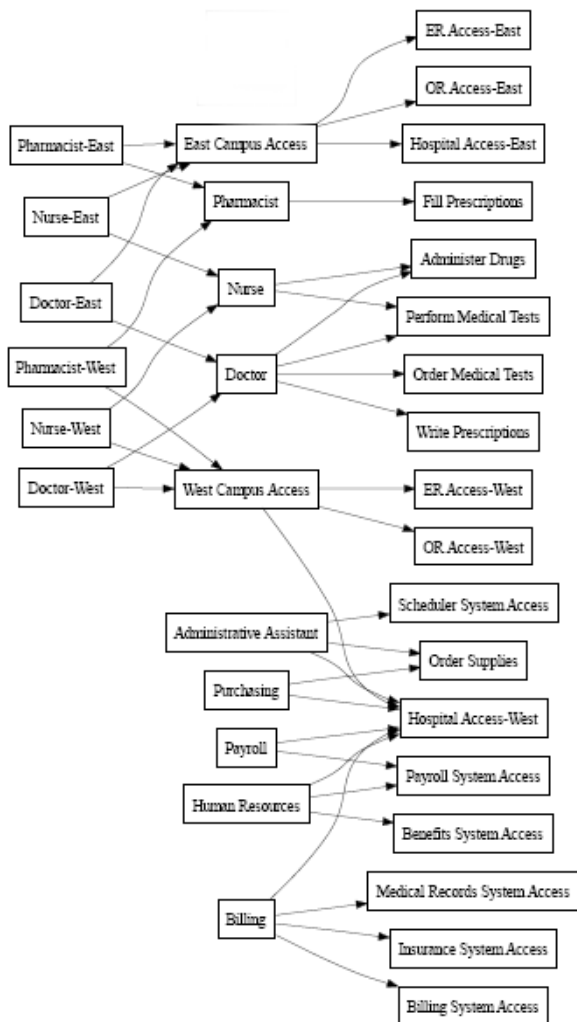 ER Access-East
OR Access-East
Pharmacist-East
East Campus Access
Hospital Access-East
Pharmacist
Fill Prescriptions
Nurse-East
Administer Drugs
Nurse
Doctor-East
Perform Medical Tests
Pharmacist-West
Doctor
Order Medical Tests
Nurse-West
Write Prescriptions
Doctor-West
West Campus Access
ER Access-West
OR Access-West
Scheduler System Access
Administrative Assistant
Order Supplies
Purchasing
Hospital Access-West
Payroll
Payroll System Access
Human Resources
Benefits System Access
Medical Records System Access
Billing
Insurance System Access
Billing System Access